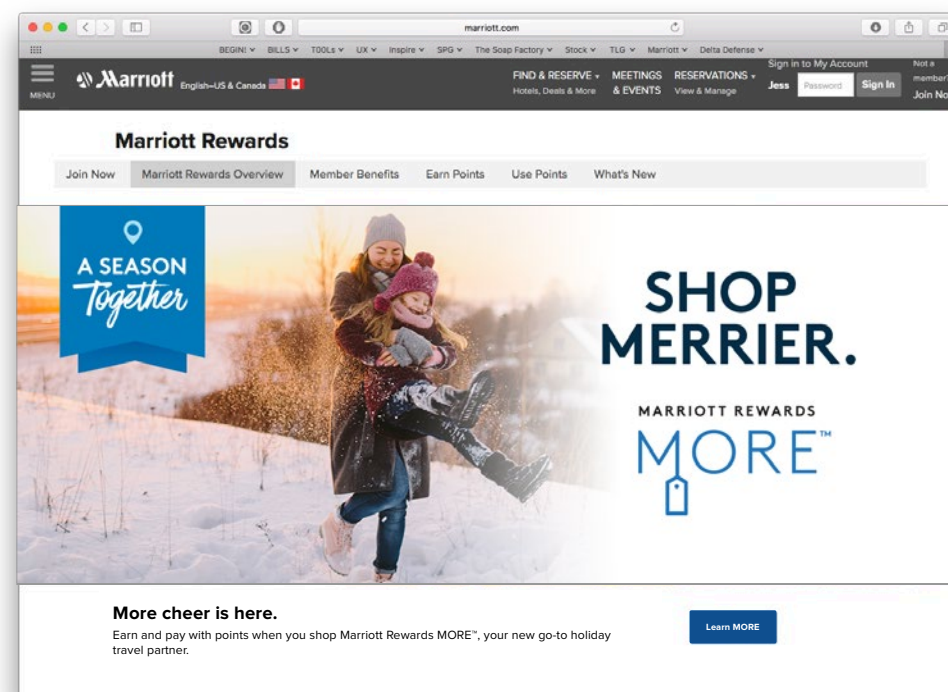 marriott.com
BEGIN! BILLS TOOLs UX Inspire SPG The Soap Factory Stock TLG Marriott Delta Defense
Sign in to My Account
Not a
member?
MENU
Marriott English–US & Canada
FIND & RESERVE MEETINGS RESERVATIONS
Hotels, Deals & More & EVENTS View & Manage
Jess Password Sign In
Join No
Marriott Rewards
Join Now Marriott Rewards Overview Member Benefits Earn Points Use Points What's New
A SEASON
Together
SHOP
MERRIER.
MARRIOTT REWARDS
MORE™
More cheer is here.
Earn and pay with points when you shop Marriott Rewards MORE™, your new go-to holiday
travel partner.
Learn MORE